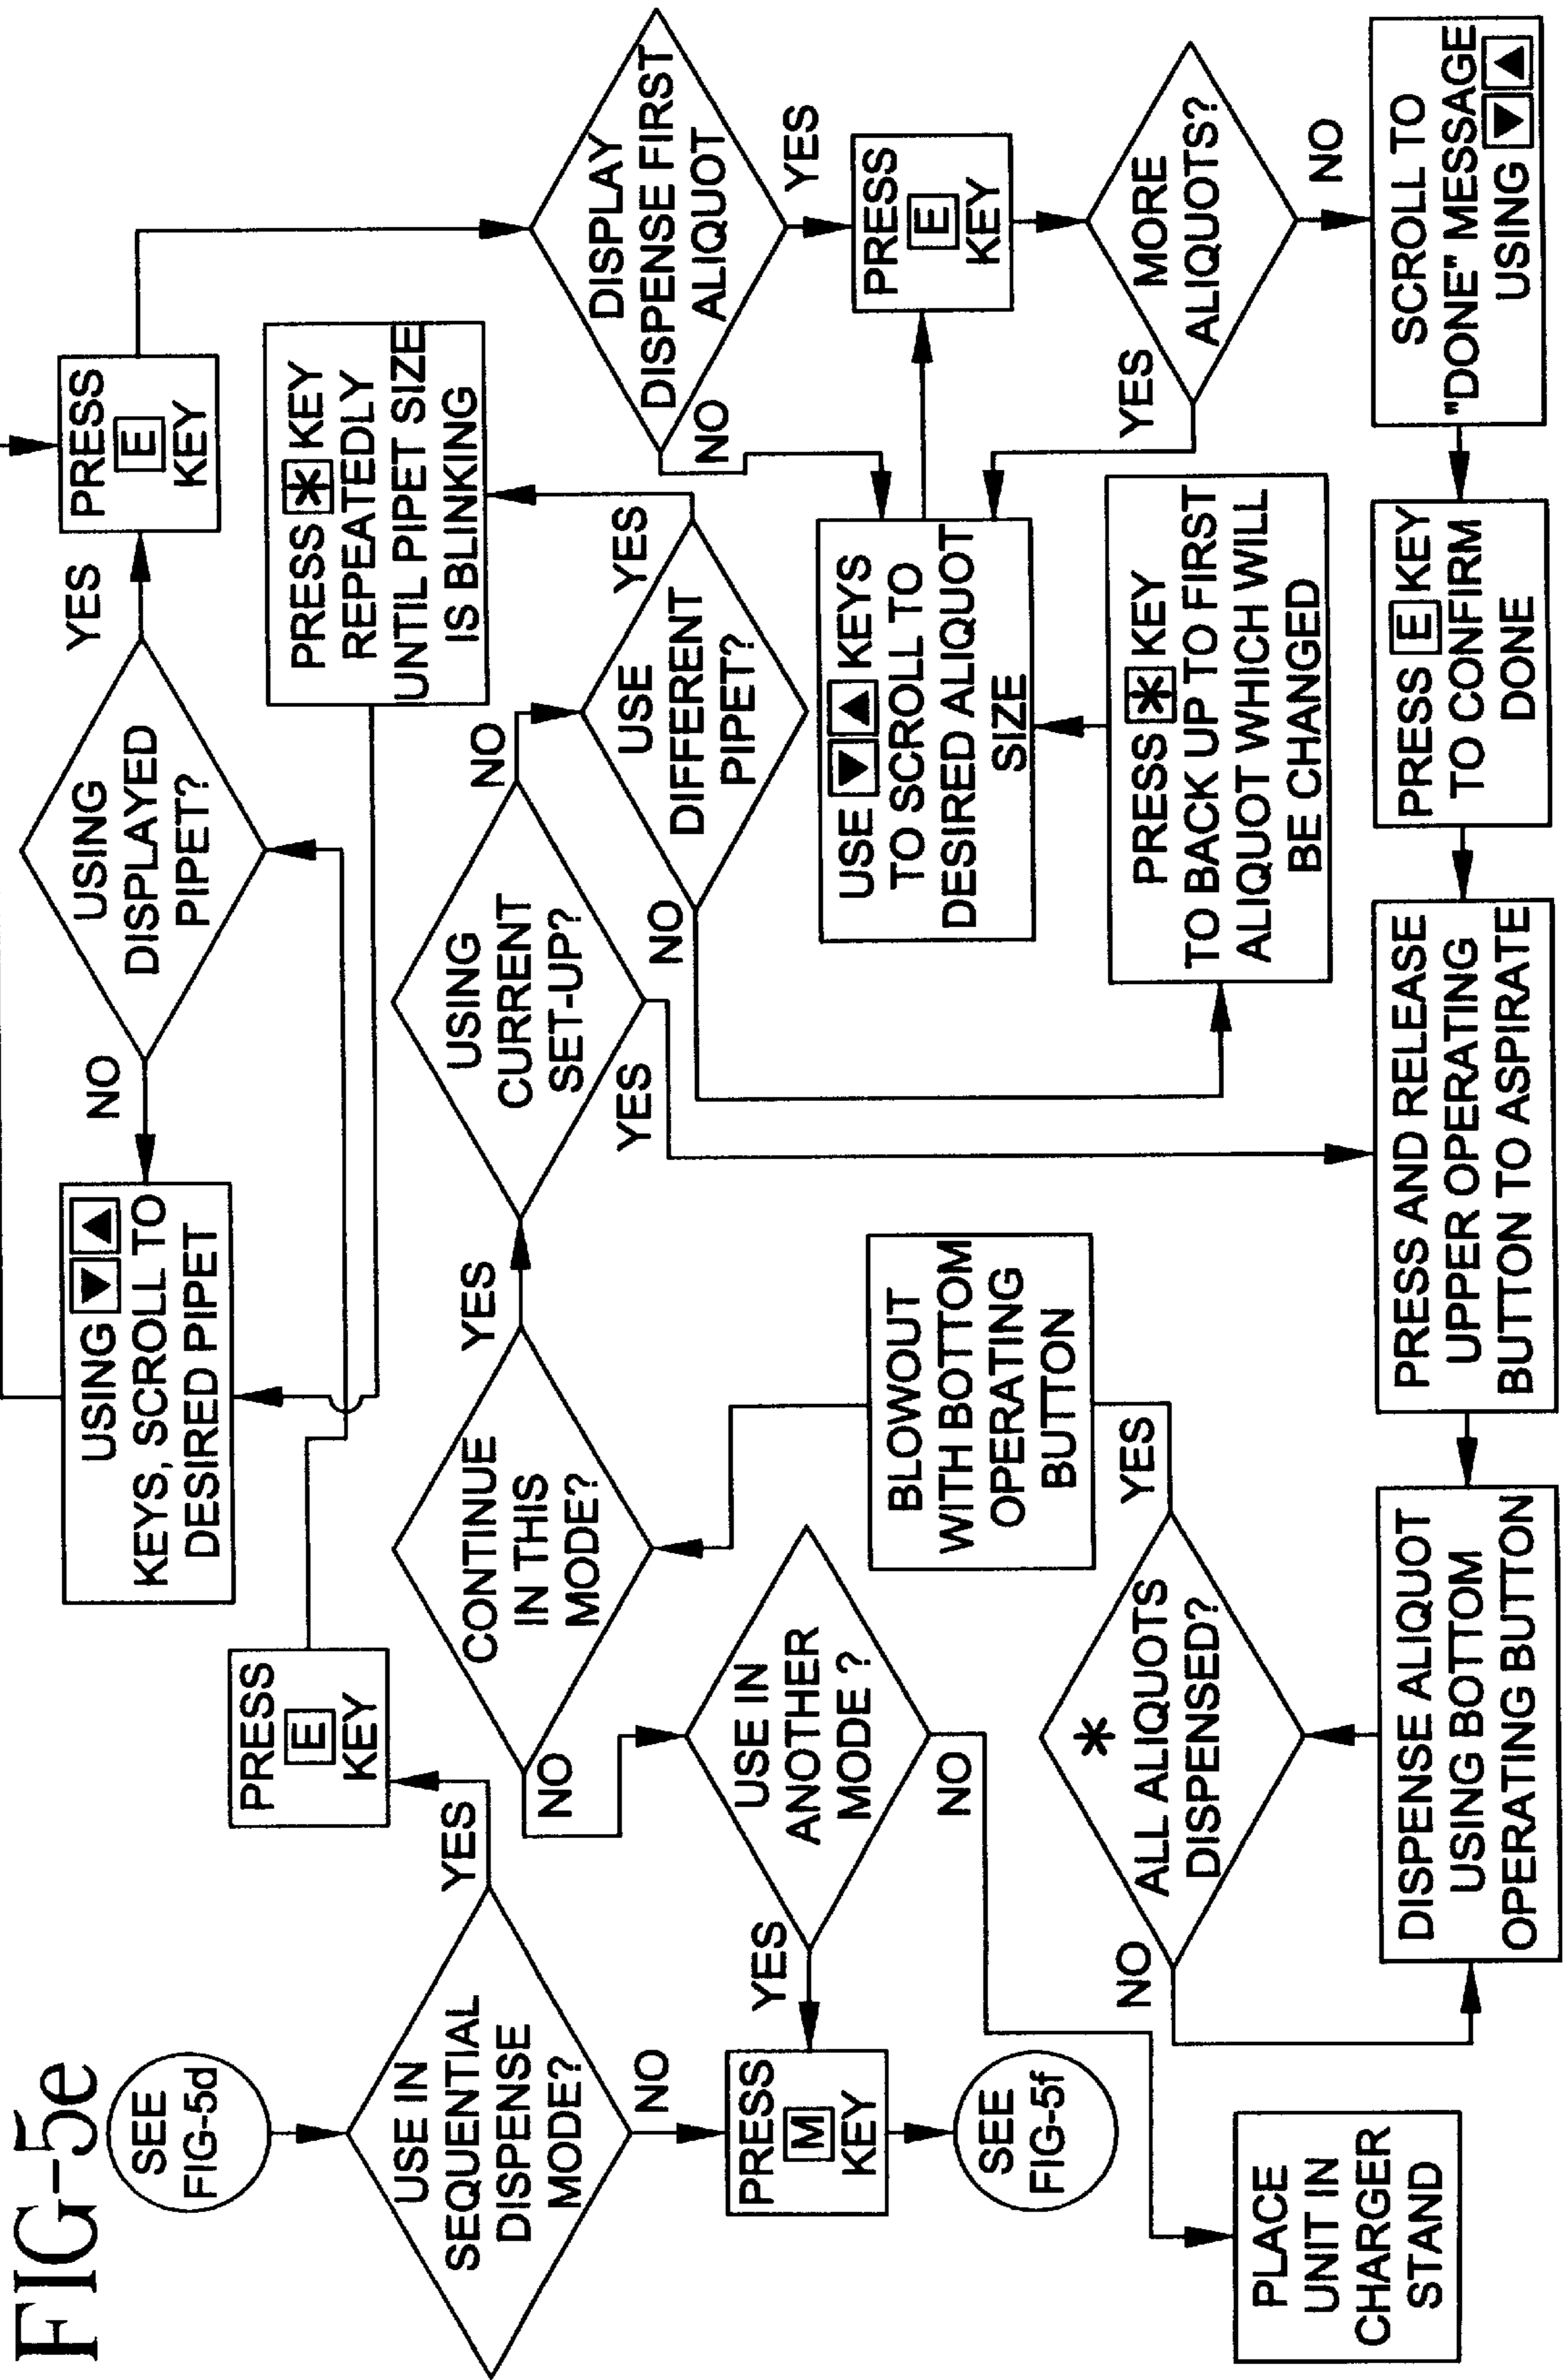 FIG-5e
SEE
FIG-5d
USE IN
SEQUENTIAL
DISPENSE
MODE?
YES
NO
PRESS
E
KEY
PRESS
M
KEY
SEE
FIG-5f
USING ▼ ▲
KEYS, SCROLL TO
DESIRED PIPET
NO
USING
DISPLAYED
PIPET?
YES
PRESS
E
KEY
PRESS * KEY
REPEATEDLY
UNTIL PIPET SIZE
IS BLINKING
CONTINUE
IN THIS
MODE?
YES
NO
USING
CURRENT
SET-UP?
NO
YES
USE
DIFFERENT
PIPET?
YES
NO
DISPLAY
DISPENSE FIRST
ALIQUOT
NO
YES
USE IN
ANOTHER
MODE ?
YES
NO
USE ▼ ▲ KEYS
TO SCROLL TO
DESIRED ALIQUOT
SIZE
PRESS
E
KEY
BLOWOUT
WITH BOTTOM
OPERATING
BUTTON
PRESS * KEY
TO BACK UP TO FIRST
ALIQUOT WHICH WILL
BE CHANGED
MORE
ALIQUOTS?
YES
NO
*
ALL ALIQUOTS
DISPENSED?
YES
NO
PLACE
UNIT IN
CHARGER
STAND
DISPENSE ALIQUOT
USING BOTTOM
OPERATING BUTTON
PRESS AND RELEASE
UPPER OPERATING
BUTTON TO ASPIRATE
PRESS E KEY
TO CONFIRM
DONE
SCROLL TO
"DONE" MESSAGE
USING ▼ ▲